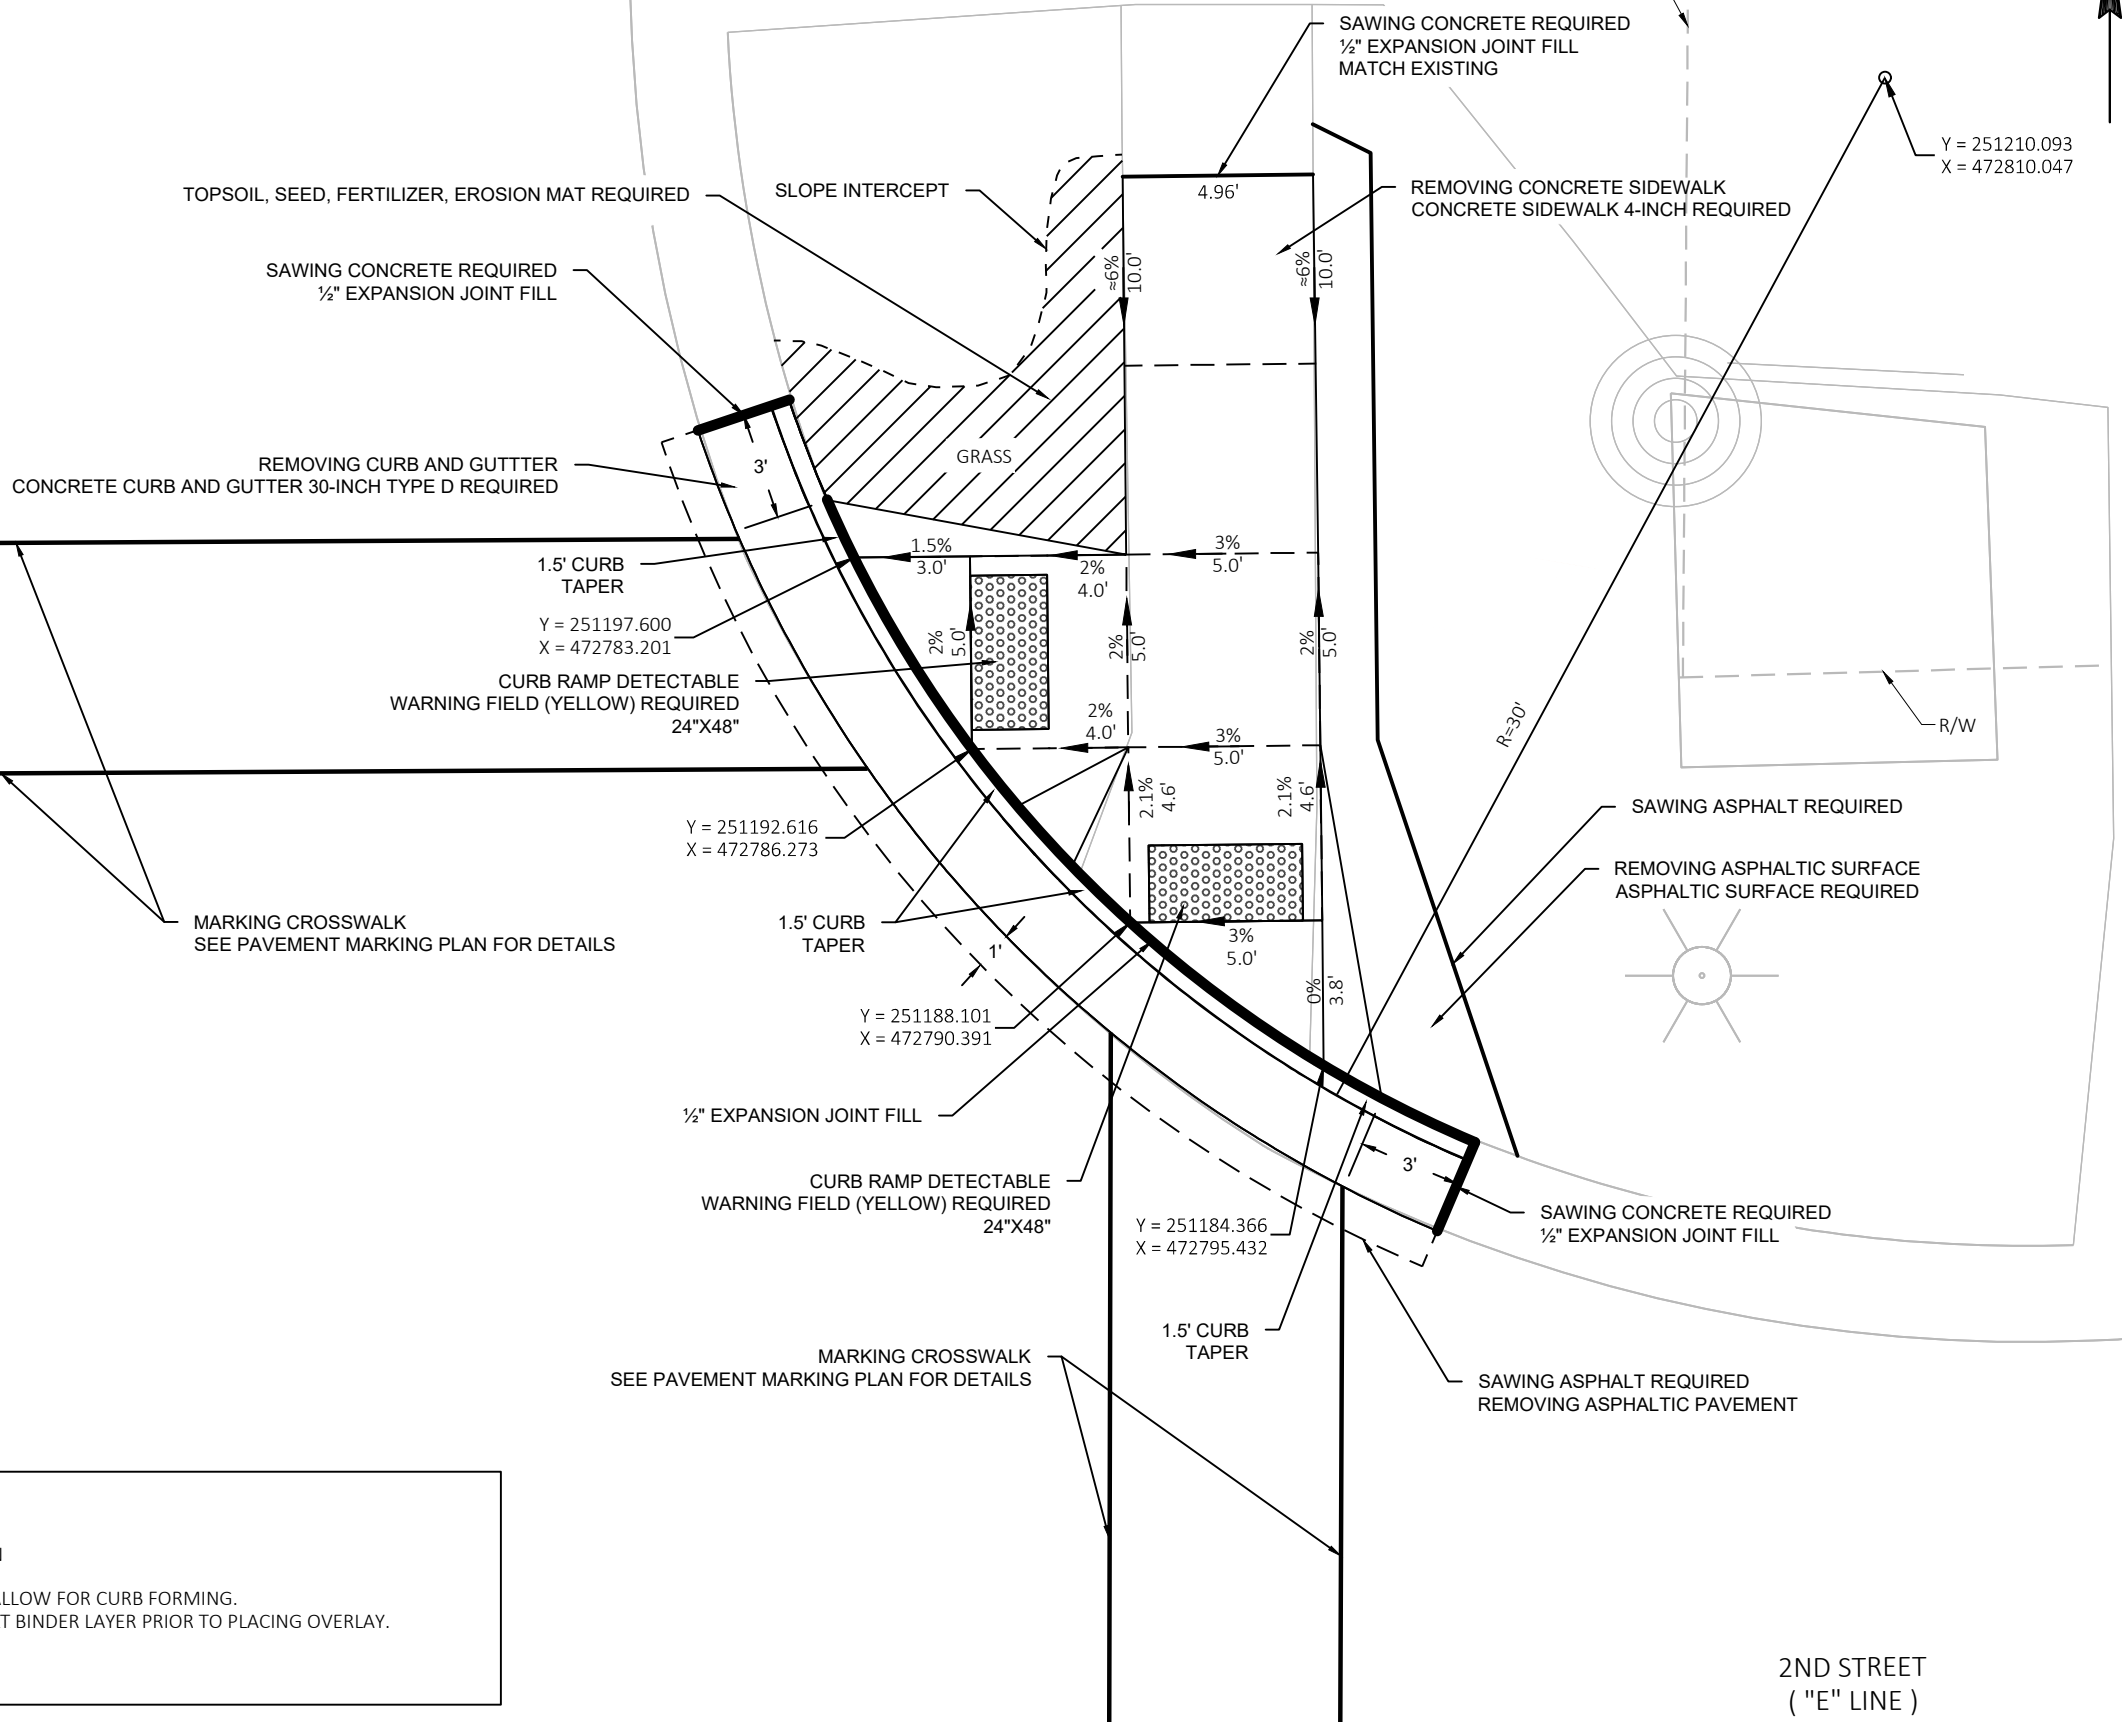 SAWING CONCRETE REQUIRED
½" EXPANSION JOINT FILL
MATCH EXISTING
Y = 251210.093
X = 472810.047
TOPSOIL, SEED, FERTILIZER, EROSION MAT REQUIRED
SLOPE INTERCEPT
4.96'
REMOVING CONCRETE SIDEWALK
CONCRETE SIDEWALK 4-INCH REQUIRED
SAWING CONCRETE REQUIRED
½" EXPANSION JOINT FILL
≈6%
10.0'
≈6%
10.0'
REMOVING CURB AND GUTTTER
CONCRETE CURB AND GUTTER 30-INCH TYPE D REQUIRED
3'
GRASS
1.5' CURB
TAPER
1.5%
3.0'
2%
4.0'
3%
5.0'
Y = 251197.600
X = 472783.201
2%
5.0'
2%
5.0'
2%
5.0'
CURB RAMP DETECTABLE
WARNING FIELD (YELLOW) REQUIRED
24"X48"
2%
4.0'
3%
5.0'
R=30'
R/W
2.1%
4.6'
2.1%
4.6'
SAWING ASPHALT REQUIRED
Y = 251192.616
X = 472786.273
REMOVING ASPHALTIC SURFACE
ASPHALTIC SURFACE REQUIRED
MARKING CROSSWALK
SEE PAVEMENT MARKING PLAN FOR DETAILS
1.5' CURB
TAPER
1'
3%
5.0'
0%
3.8'
Y = 251188.101
X = 472790.391
½" EXPANSION JOINT FILL
3'
CURB RAMP DETECTABLE
WARNING FIELD (YELLOW) REQUIRED
24"X48"
Y = 251184.366
X = 472795.432
SAWING CONCRETE REQUIRED
½" EXPANSION JOINT FILL
1.5' CURB
TAPER
MARKING CROSSWALK
SEE PAVEMENT MARKING PLAN FOR DETAILS
SAWING ASPHALT REQUIRED
REMOVING ASPHALTIC PAVEMENT
ALLOW FOR CURB FORMING.
T BINDER LAYER PRIOR TO PLACING OVERLAY.
2ND STREET
( "E" LINE )